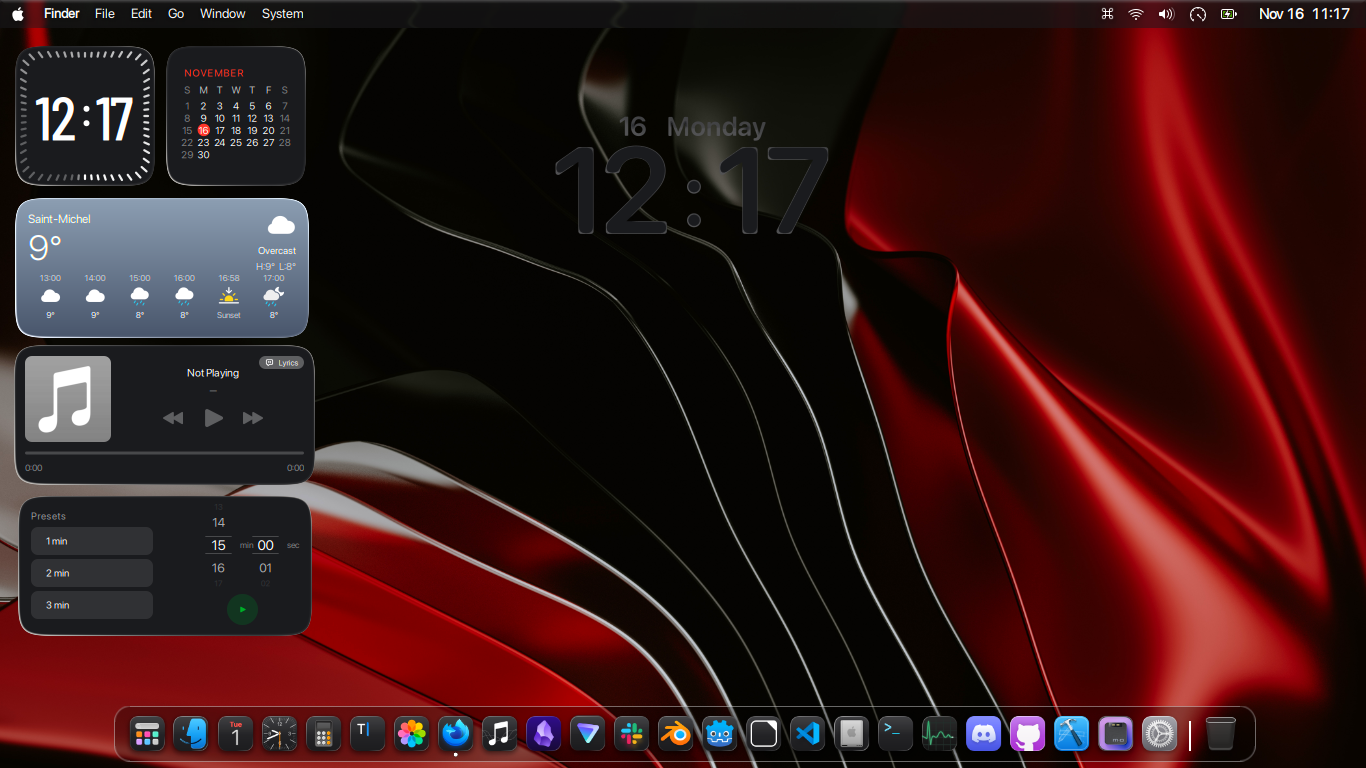 Finder File Edit Go Window System
Nov 16 11:17
12:17
NOVEMBER
S M T W T F S
1 2 3 4 5 6 7
8 9 10 11 12 13 14
15 16 17 18 19 20 21
22 23 24 25 26 27 28
29 30
16 Monday
12:17
Saint-Michel
9°
Overcast
H:9° L:8°
13:00 14:00 15:00 16:00 16:58 17:00
9° 9° 8° 8° Sunset 8°
Lyrics
Not Playing
—
0:00 0:00
Presets
1 min
2 min
3 min
13
14
15 min 00 sec
16 01
17 02
Tue
1
T
>_